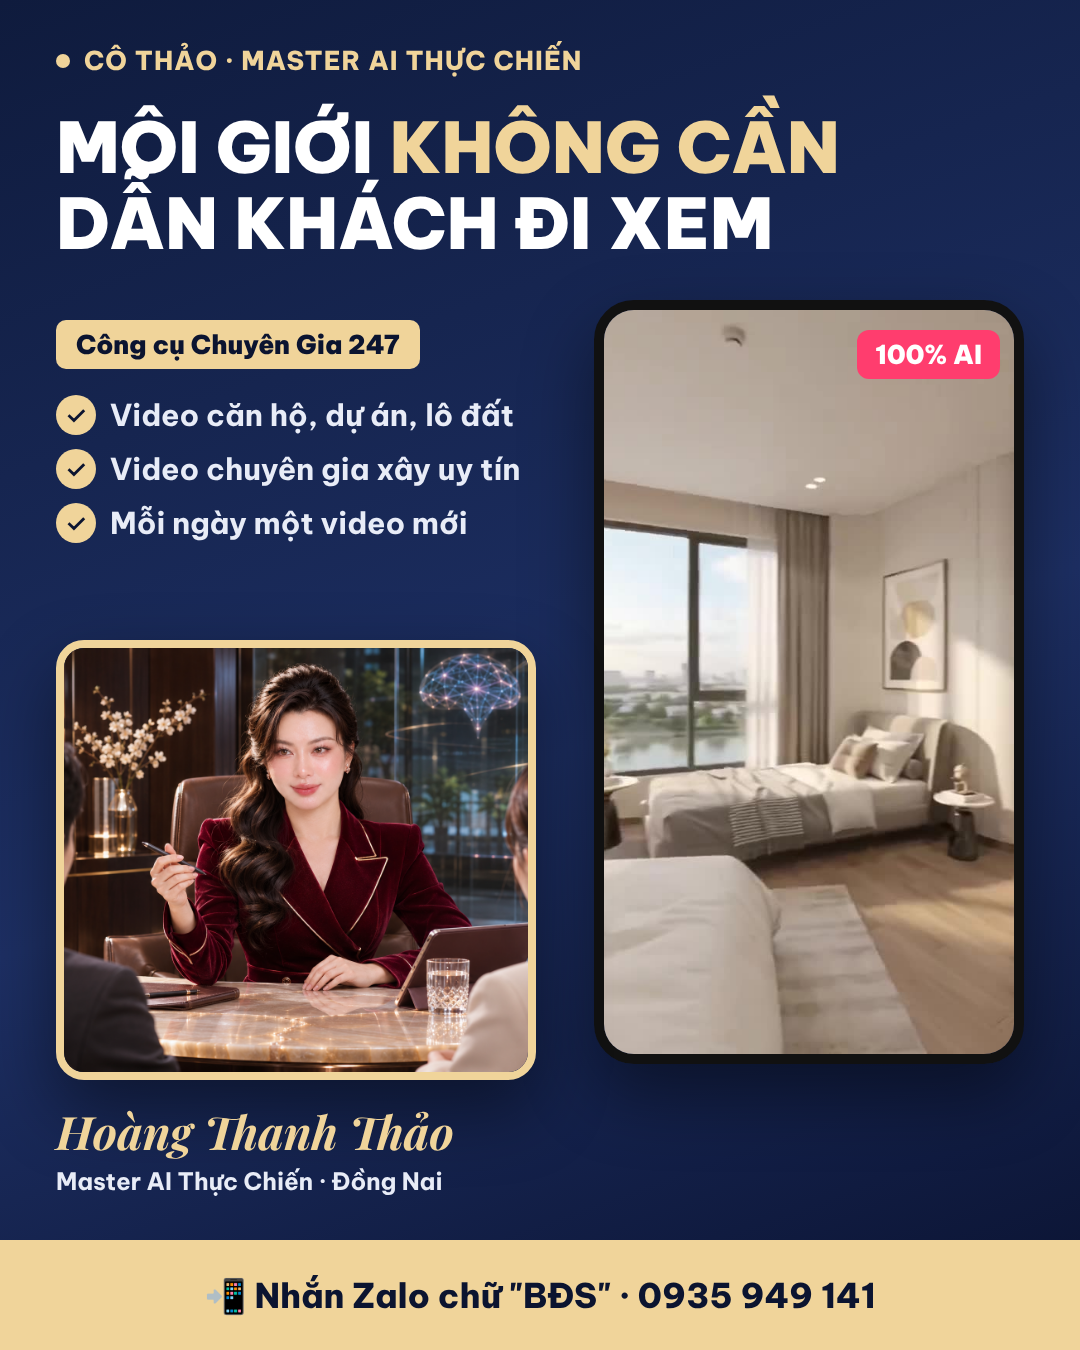 CÔ THẢO · MASTER AI THỰC CHIẾN
MÔI GIỚI KHÔNG CẦN
DẪN KHÁCH ĐI XEM
Công cụ Chuyên Gia 247
Video căn hộ, dự án, lô đất
Video chuyên gia xây uy tín
Mỗi ngày một video mới
100% AI
Hoàng Thanh Thảo
Master AI Thực Chiến · Đồng Nai
Nhắn Zalo chữ "BĐS" · 0935 949 141